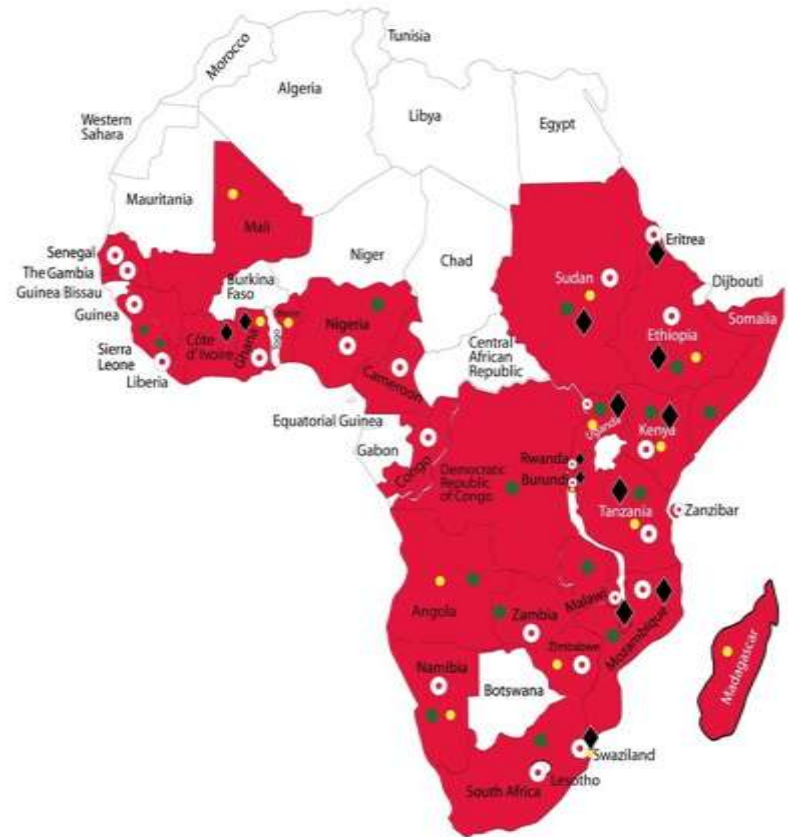 Tunisia
Morocco
Algeria
Libya
Egypt
Western
Sahara
Mauritania
Mali
Niger
Chad
Sudan
Eritrea
Djibouti
Senegal
The Gambia
Guinea Bissau
Guinea
Sierra
Leone
Liberia
Côte
d'Ivoire
Burkina
Faso
Ghana
Togo
Benin
Nigeria
Cameroon
Central
African
Republic
Ethiopia
Somalia
Equatorial Guinea
Gabon
Congo
Democratic
Republic
of Congo
Uganda
Kenya
Rwanda
Burundi
Tanzania
Zanzibar
Angola
Zambia
Malawi
Mozambique
Zimbabwe
Madagascar
Namibia
Botswana
Swaziland
Lesotho
South Africa